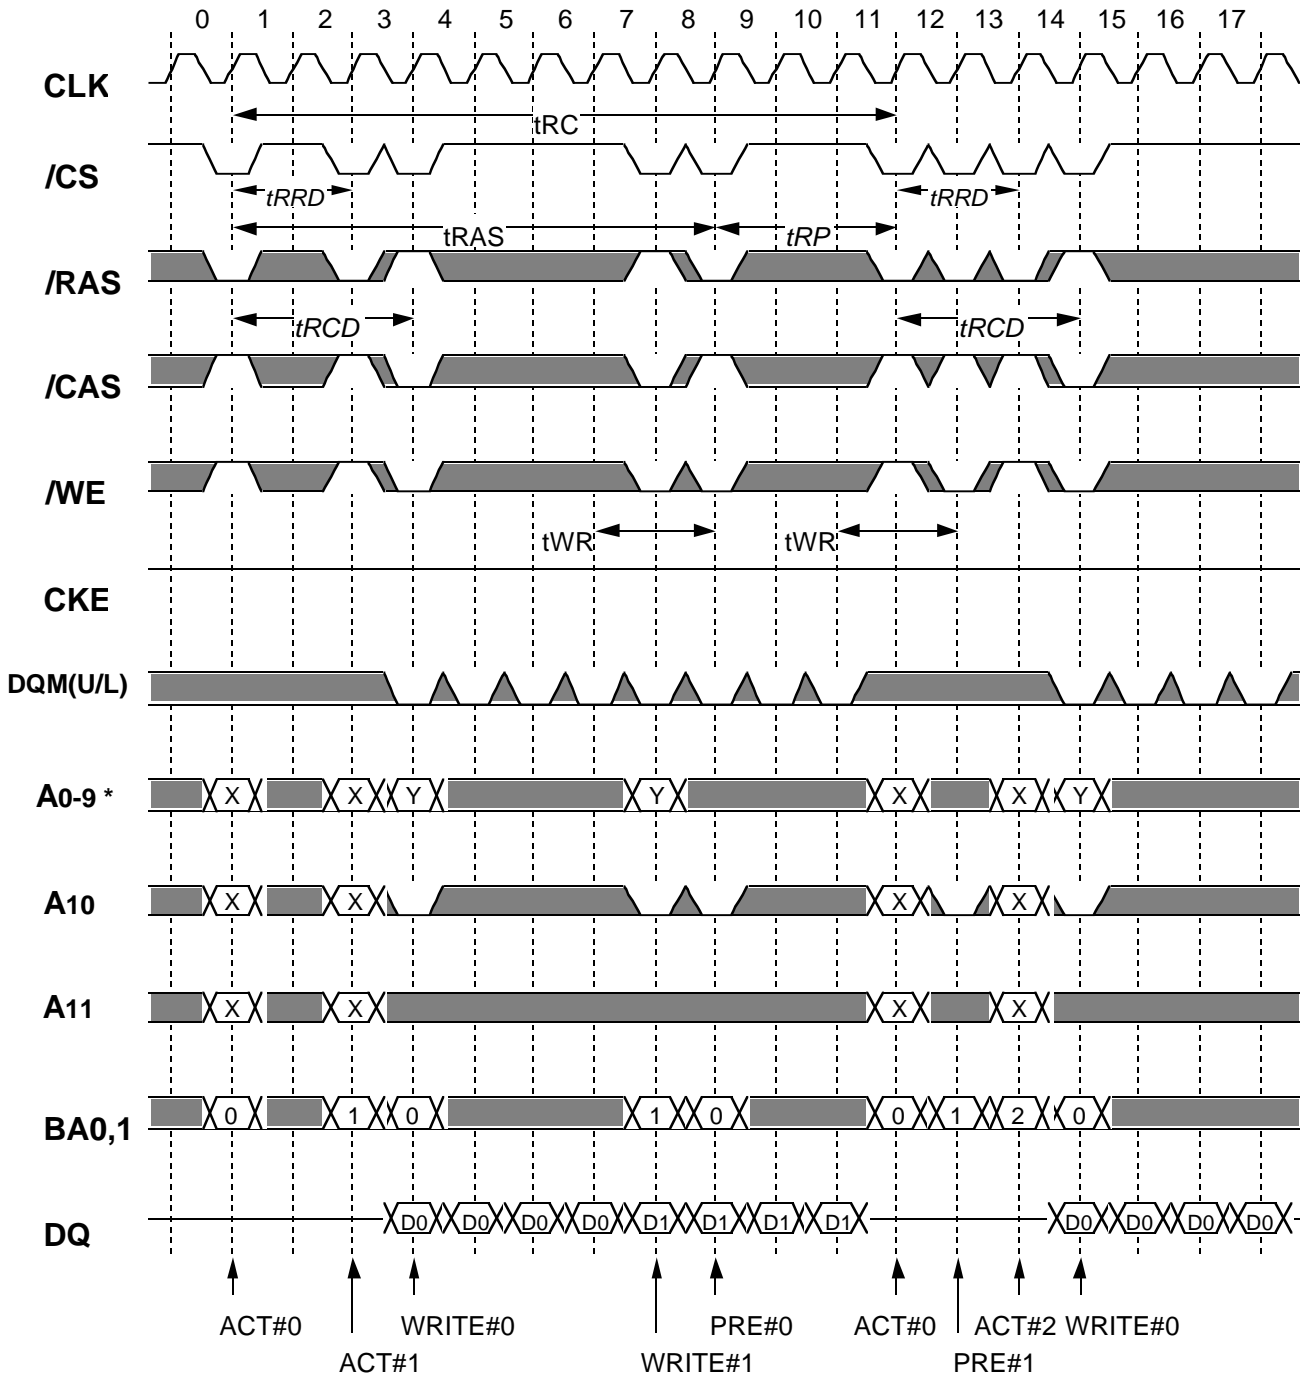 0 1 2 3 4 5 6 7 8 9 10 11 12 13 14 15 16 17
CLK
tRC
/CS
tRRD tRRD
tRAS tRP
/RAS
tRCD tRCD
/CAS
/WE
tWR tWR
CKE
DQM(U/L)
A0-9 * X X Y Y X X Y
A10 X X X X
A11 X X X X
BA0,1 0 1 0 1 0 0 1 2 0
DQ D0 D0 D0 D0 D1 D1 D1 D1 D0 D0 D0 D0
ACT#0 WRITE#0 PRE#0 ACT#0 ACT#2 WRITE#0
ACT#1 WRITE#1 PRE#1